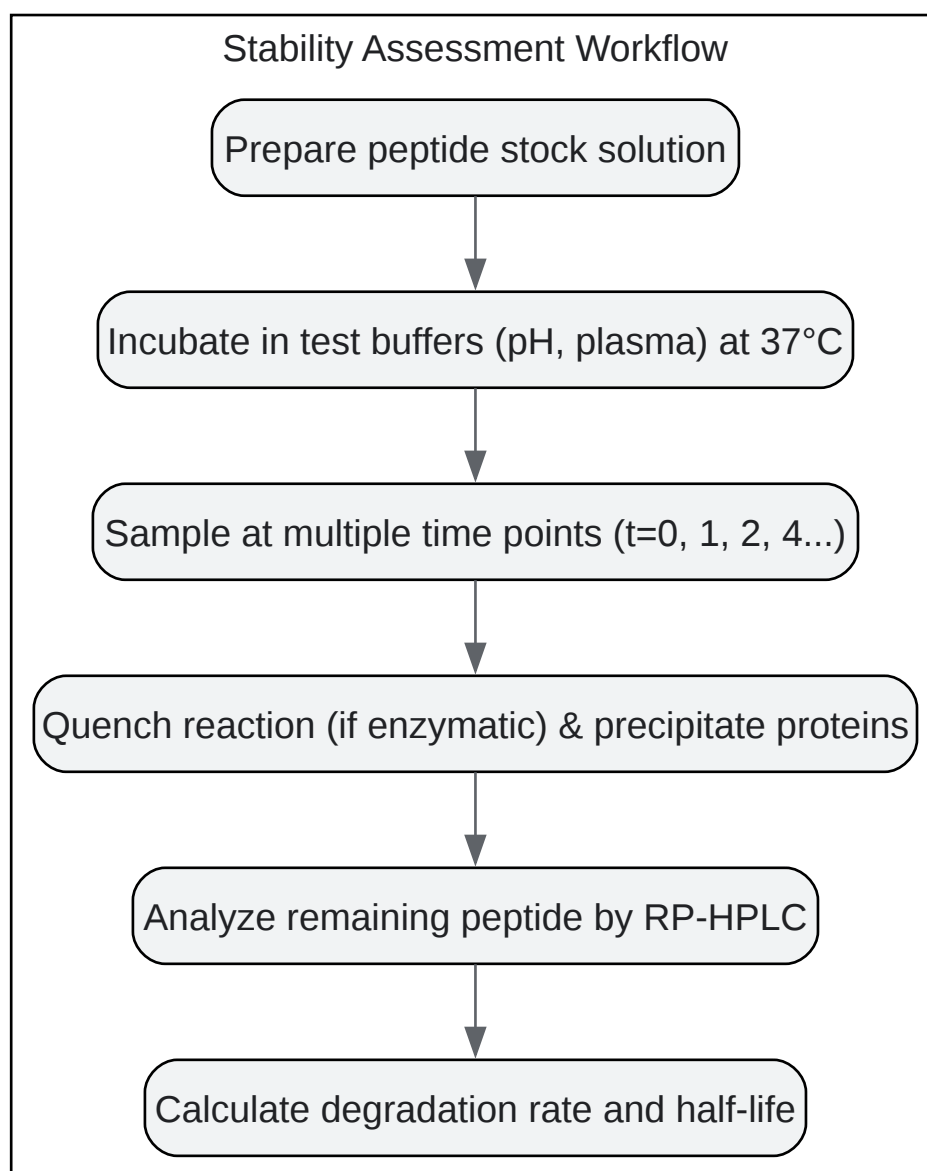 Stability Assessment Workflow
Prepare peptide stock solution
Incubate in test buffers (pH, plasma) at 37°C
Sample at multiple time points (t=0, 1, 2, 4...)
Quench reaction (if enzymatic) & precipitate proteins
Analyze remaining peptide by RP-HPLC
Calculate degradation rate and half-life